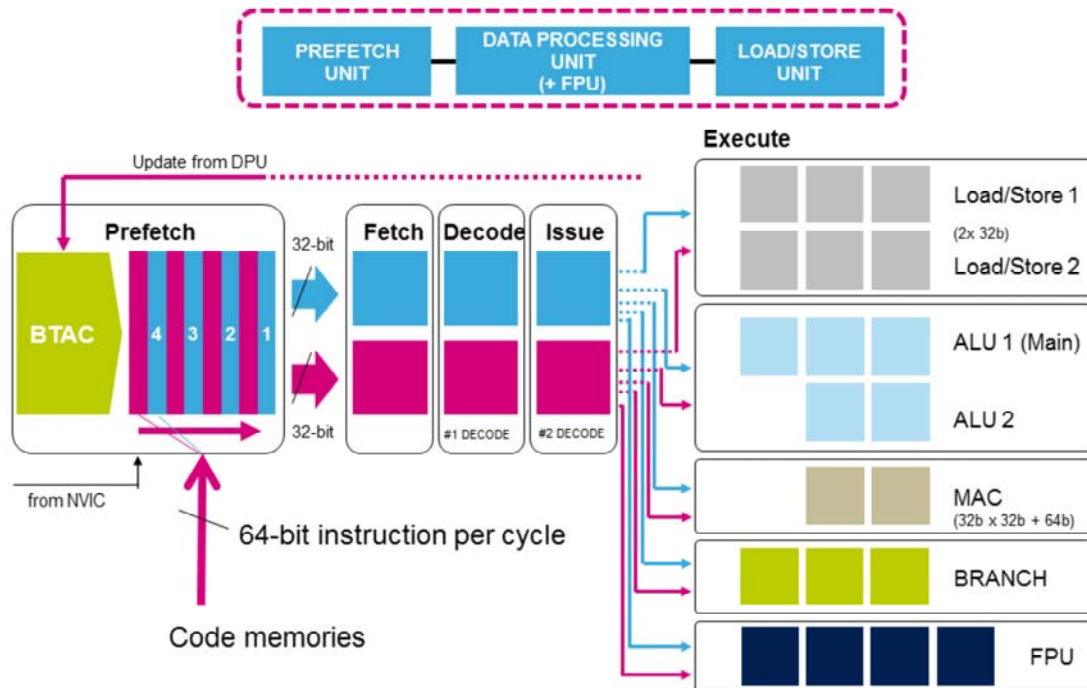 PREFETCH
UNIT
DATA PROCESSING
UNIT
(+ FPU)
LOAD/STORE
UNIT
Execute
Update from DPU
Prefetch
32-bit
Fetch
Decode
Issue
BTAC
4
3
2
1
32-bit
#1 DECODE
#2 DECODE
from NVIC
64-bit instruction per cycle
Code memories
Load/Store 1
(2x 32b)
Load/Store 2
ALU 1 (Main)
ALU 2
MAC
(32b x 32b + 64b)
BRANCH
FPU